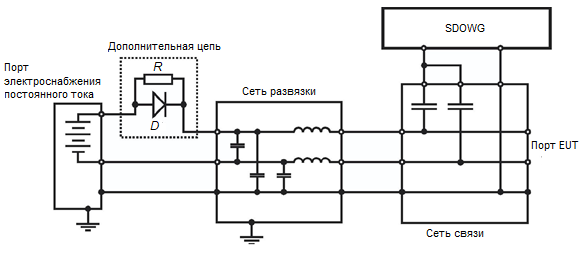 SDOWG
Дополнительная цепь
Порт
электроснабжения
постоянного тока
R
D
Сеть развязки
Порт EUT
Сеть связи